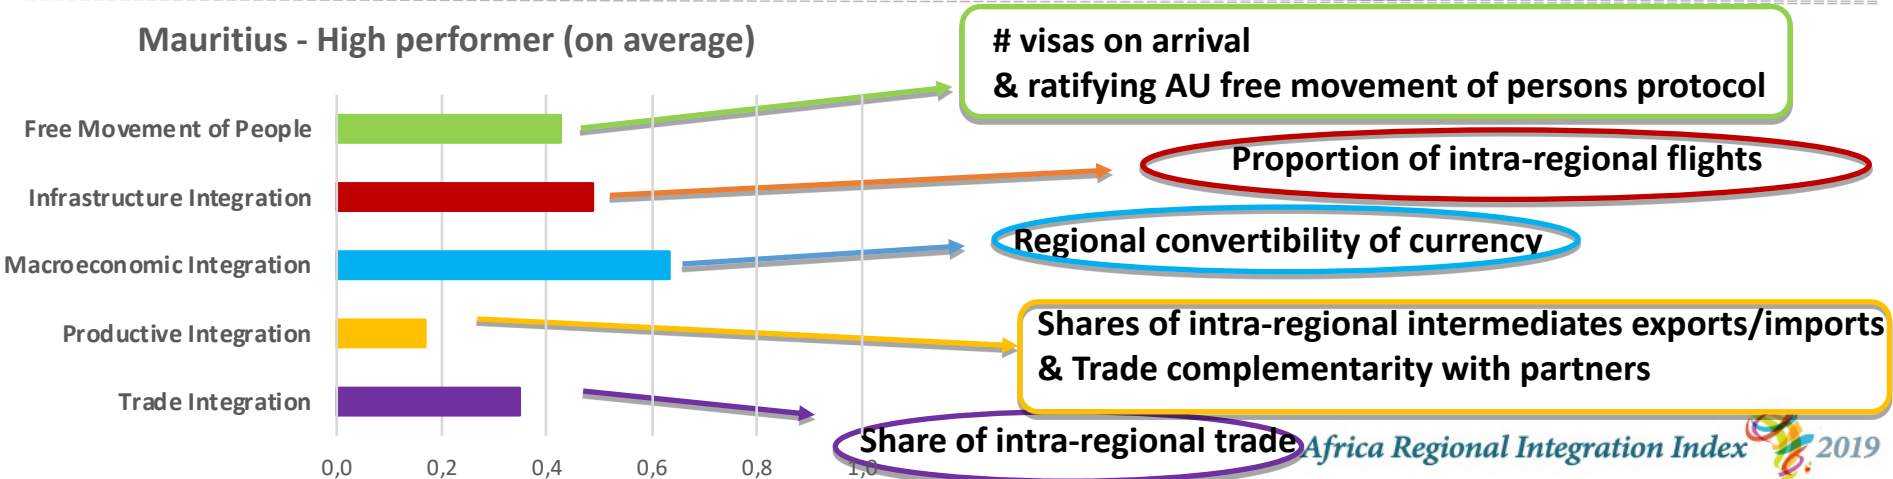 Mauritius - High performer (on average)
# visas on arrival
& ratifying AU free movement of persons protocol
Free Movement of People
Proportion of intra-regional flights
Infrastructure Integration
Regional convertibility of currency
Macroeconomic Integration
Shares of intra-regional intermediates exports/imports
& Trade complementarity with partners
Productive Integration
Trade Integration
Share of intra-regional trade
Africa Regional Integration Index 2019
0,0 0,2 0,4 0,6 0,8 1,0